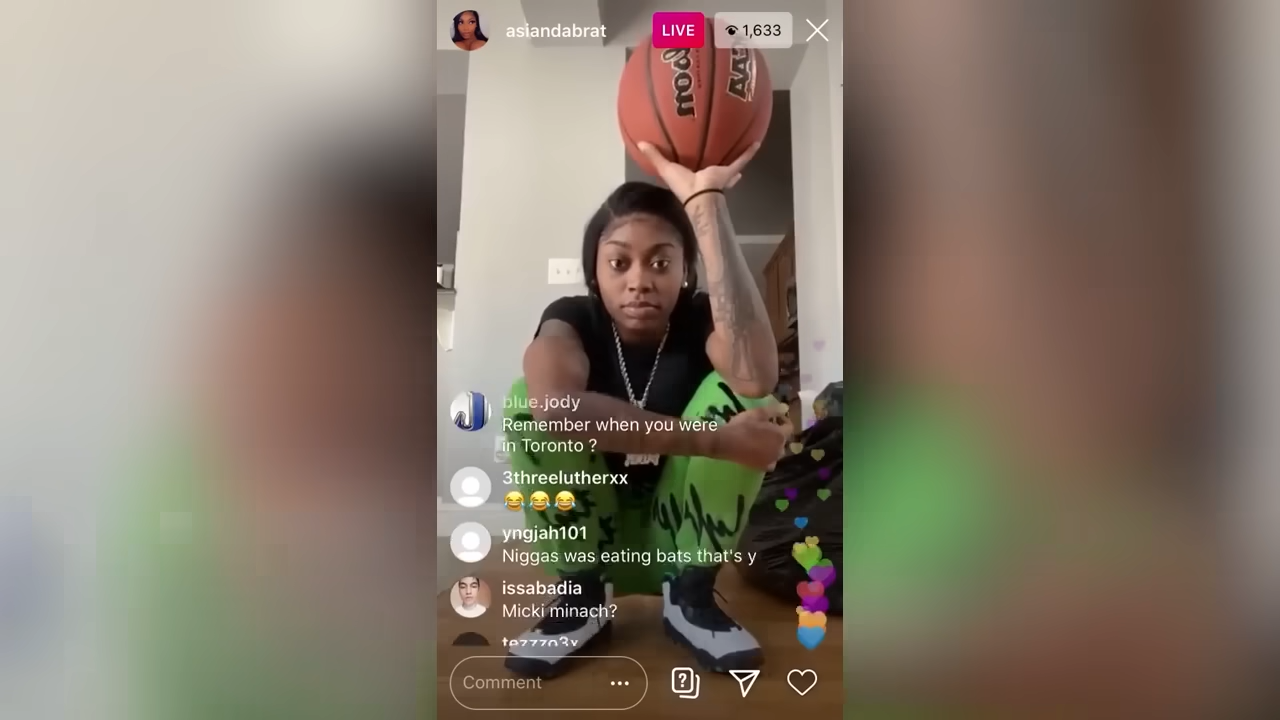 asiandabrat LIVE 1,633
blue.jody
Remember when you were
in Toronto ?
3threelutherxx
😂😂😂
yngjah101
Niggas was eating bats that's y
issabadia
Micki minach?
tezzzo3x
Comment